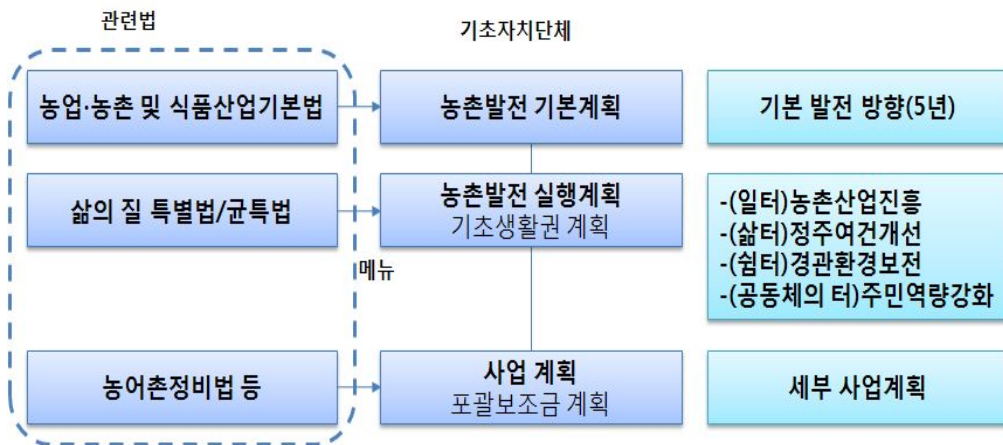 관련법
기초자치단체
농업·농촌 및 식품산업기본법
농촌발전 기본계획
기본 발전 방향(5년)
삶의 질 특별법/균특법
농촌발전 실행계획
기초생활권 계획
-(일터)농촌산업진흥
-(삶터)정주여건개선
-(쉼터)경관환경보전
-(공동체의 터)주민역량강화
메뉴
농어촌정비법 등
사업 계획
포괄보조금 계획
세부 사업계획